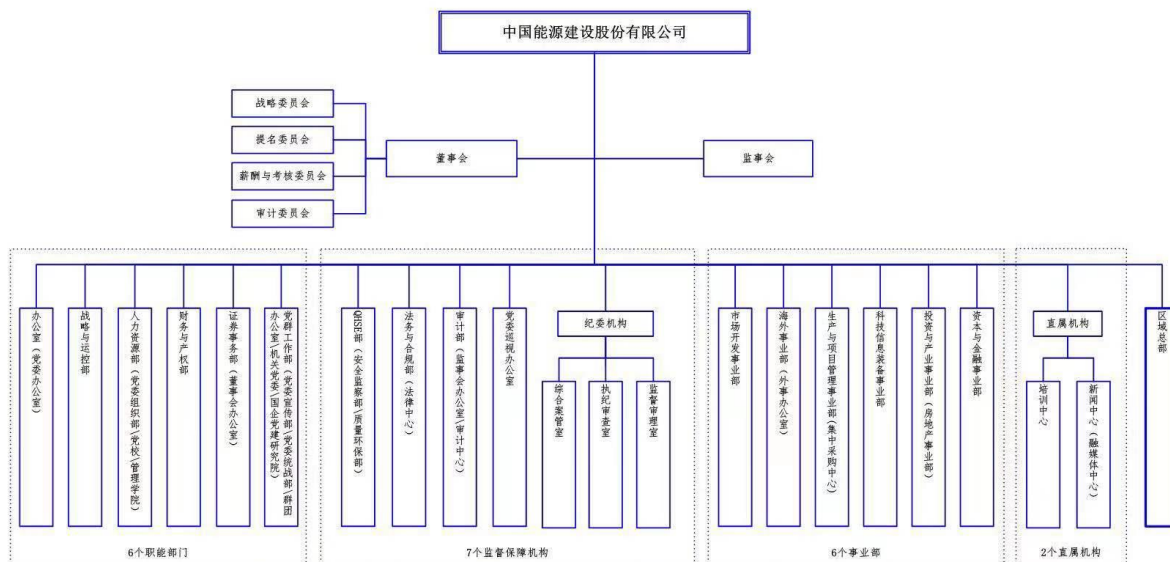 中国能源建设股份有限公司
战略委员会
提名委员会
薪酬与考核委员会
审计委员会
董事会
监事会
办公室（党委办公室）
战略与运控部
人力资源部（党委组织部\党校\管理学院）
财务与产权部
证券事务部（董事会办公室）
党群工作部（党委宣传部\党委统战部\群团
办公室\机关党委\国企党建研究院）
QHSE部（安全监察部\质量环保部）
法务与合规部（法律中心）
审计部（监事会办公室\审计中心）
党委巡视办公室
纪委机构
综合案管室
执纪审查室
监督审理室
市场开发事业部
海外事业部（外事办公室）
生产与项目管理事业部(集中采购中心)
科技信息装备事业部
投资与产业事业部（房地产事业部）
资本与金融事业部
直属机构
培训中心
新闻中心（融媒体中心）
区域总部
6个职能部门
7个监督保障机构
6个事业部
2个直属机构